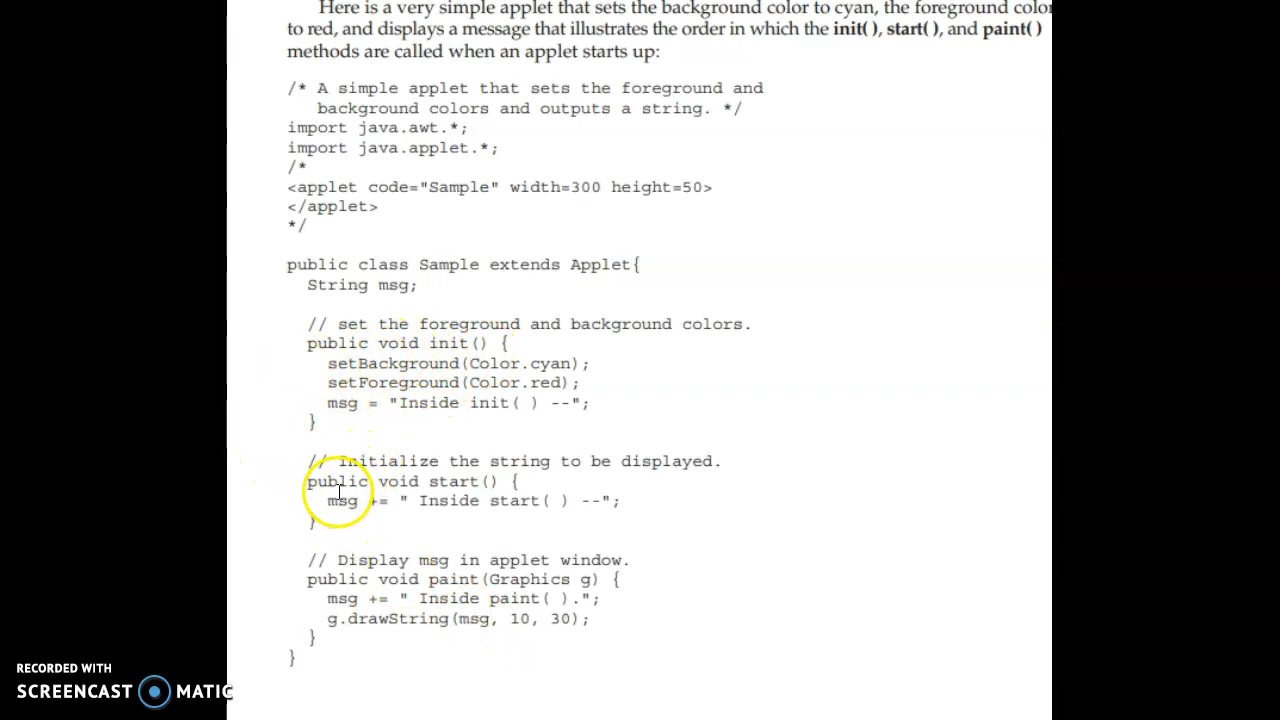 Here is a very simple applet that sets the background color to cyan, the foreground color
to red, and displays a message that illustrates the order in which the init( ), start( ), and paint( )
methods are called when an applet starts up:
/* A simple applet that sets the foreground and
background colors and outputs a string. */
import java.awt.*;
import java.applet.*;
/*
<applet code="Sample" width=300 height=50>
</applet>
*/
public class Sample extends Applet{
String msg;
// set the foreground and background colors.
public void init() {
setBackground(Color.cyan);
setForeground(Color.red);
msg = "Inside init( ) --";
}
// Initialize the string to be displayed.
public void start() {
msg += " Inside start( ) --";
}
// Display msg in applet window.
public void paint(Graphics g) {
msg += " Inside paint( ).";
g.drawString(msg, 10, 30);
}
}
RECORDED WITH
SCREENCAST MATIC